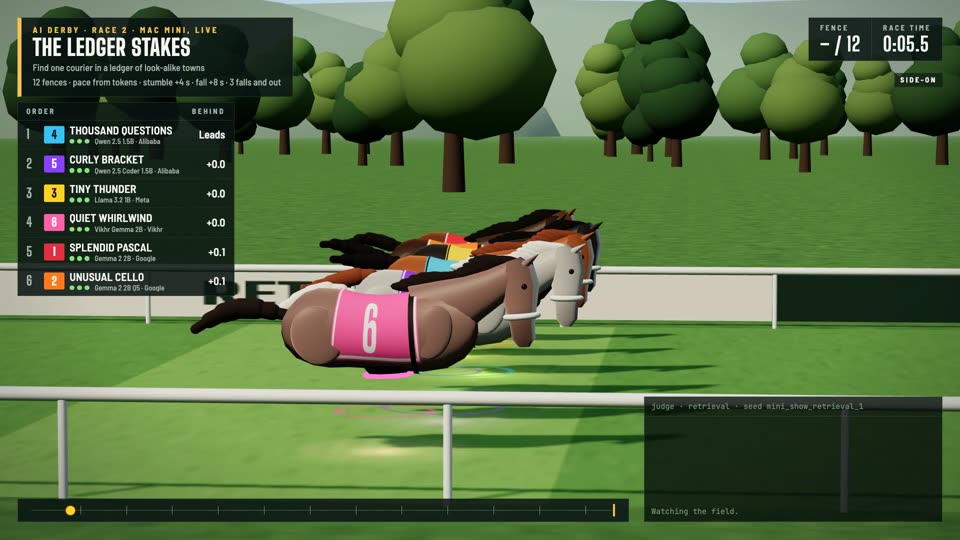 AI DERBY · RACE 2 · MAC MINI, LIVE
THE LEDGER STAKES
Find one courier in a ledger of look-alike towns
12 fences · pace from tokens · stumble +4 s · fall +8 s · 3 falls and out
FENCE
RACE TIME
– / 12
0:05.5
SIDE-ON
ORDER
BEHIND
1 4 THOUSAND QUESTIONS Leads
Qwen 2.5 1.5B · Alibaba
2 5 CURLY BRACKET +0.0
Qwen 2.5 Coder 1.5B · Alibaba
3 3 TINY THUNDER +0.0
Llama 3.2 1B · Meta
4 6 QUIET WHIRLWIND +0.0
Vikhr Gemma 2B · Vikhr
5 1 SPLENDID PASCAL +0.1
Gemma 2 2B · Google
6 2 UNUSUAL CELLO +0.1
Gemma 2 2B Q5 · Google
6
judge · retrieval · seed mini_show_retrieval_1
Watching the field.